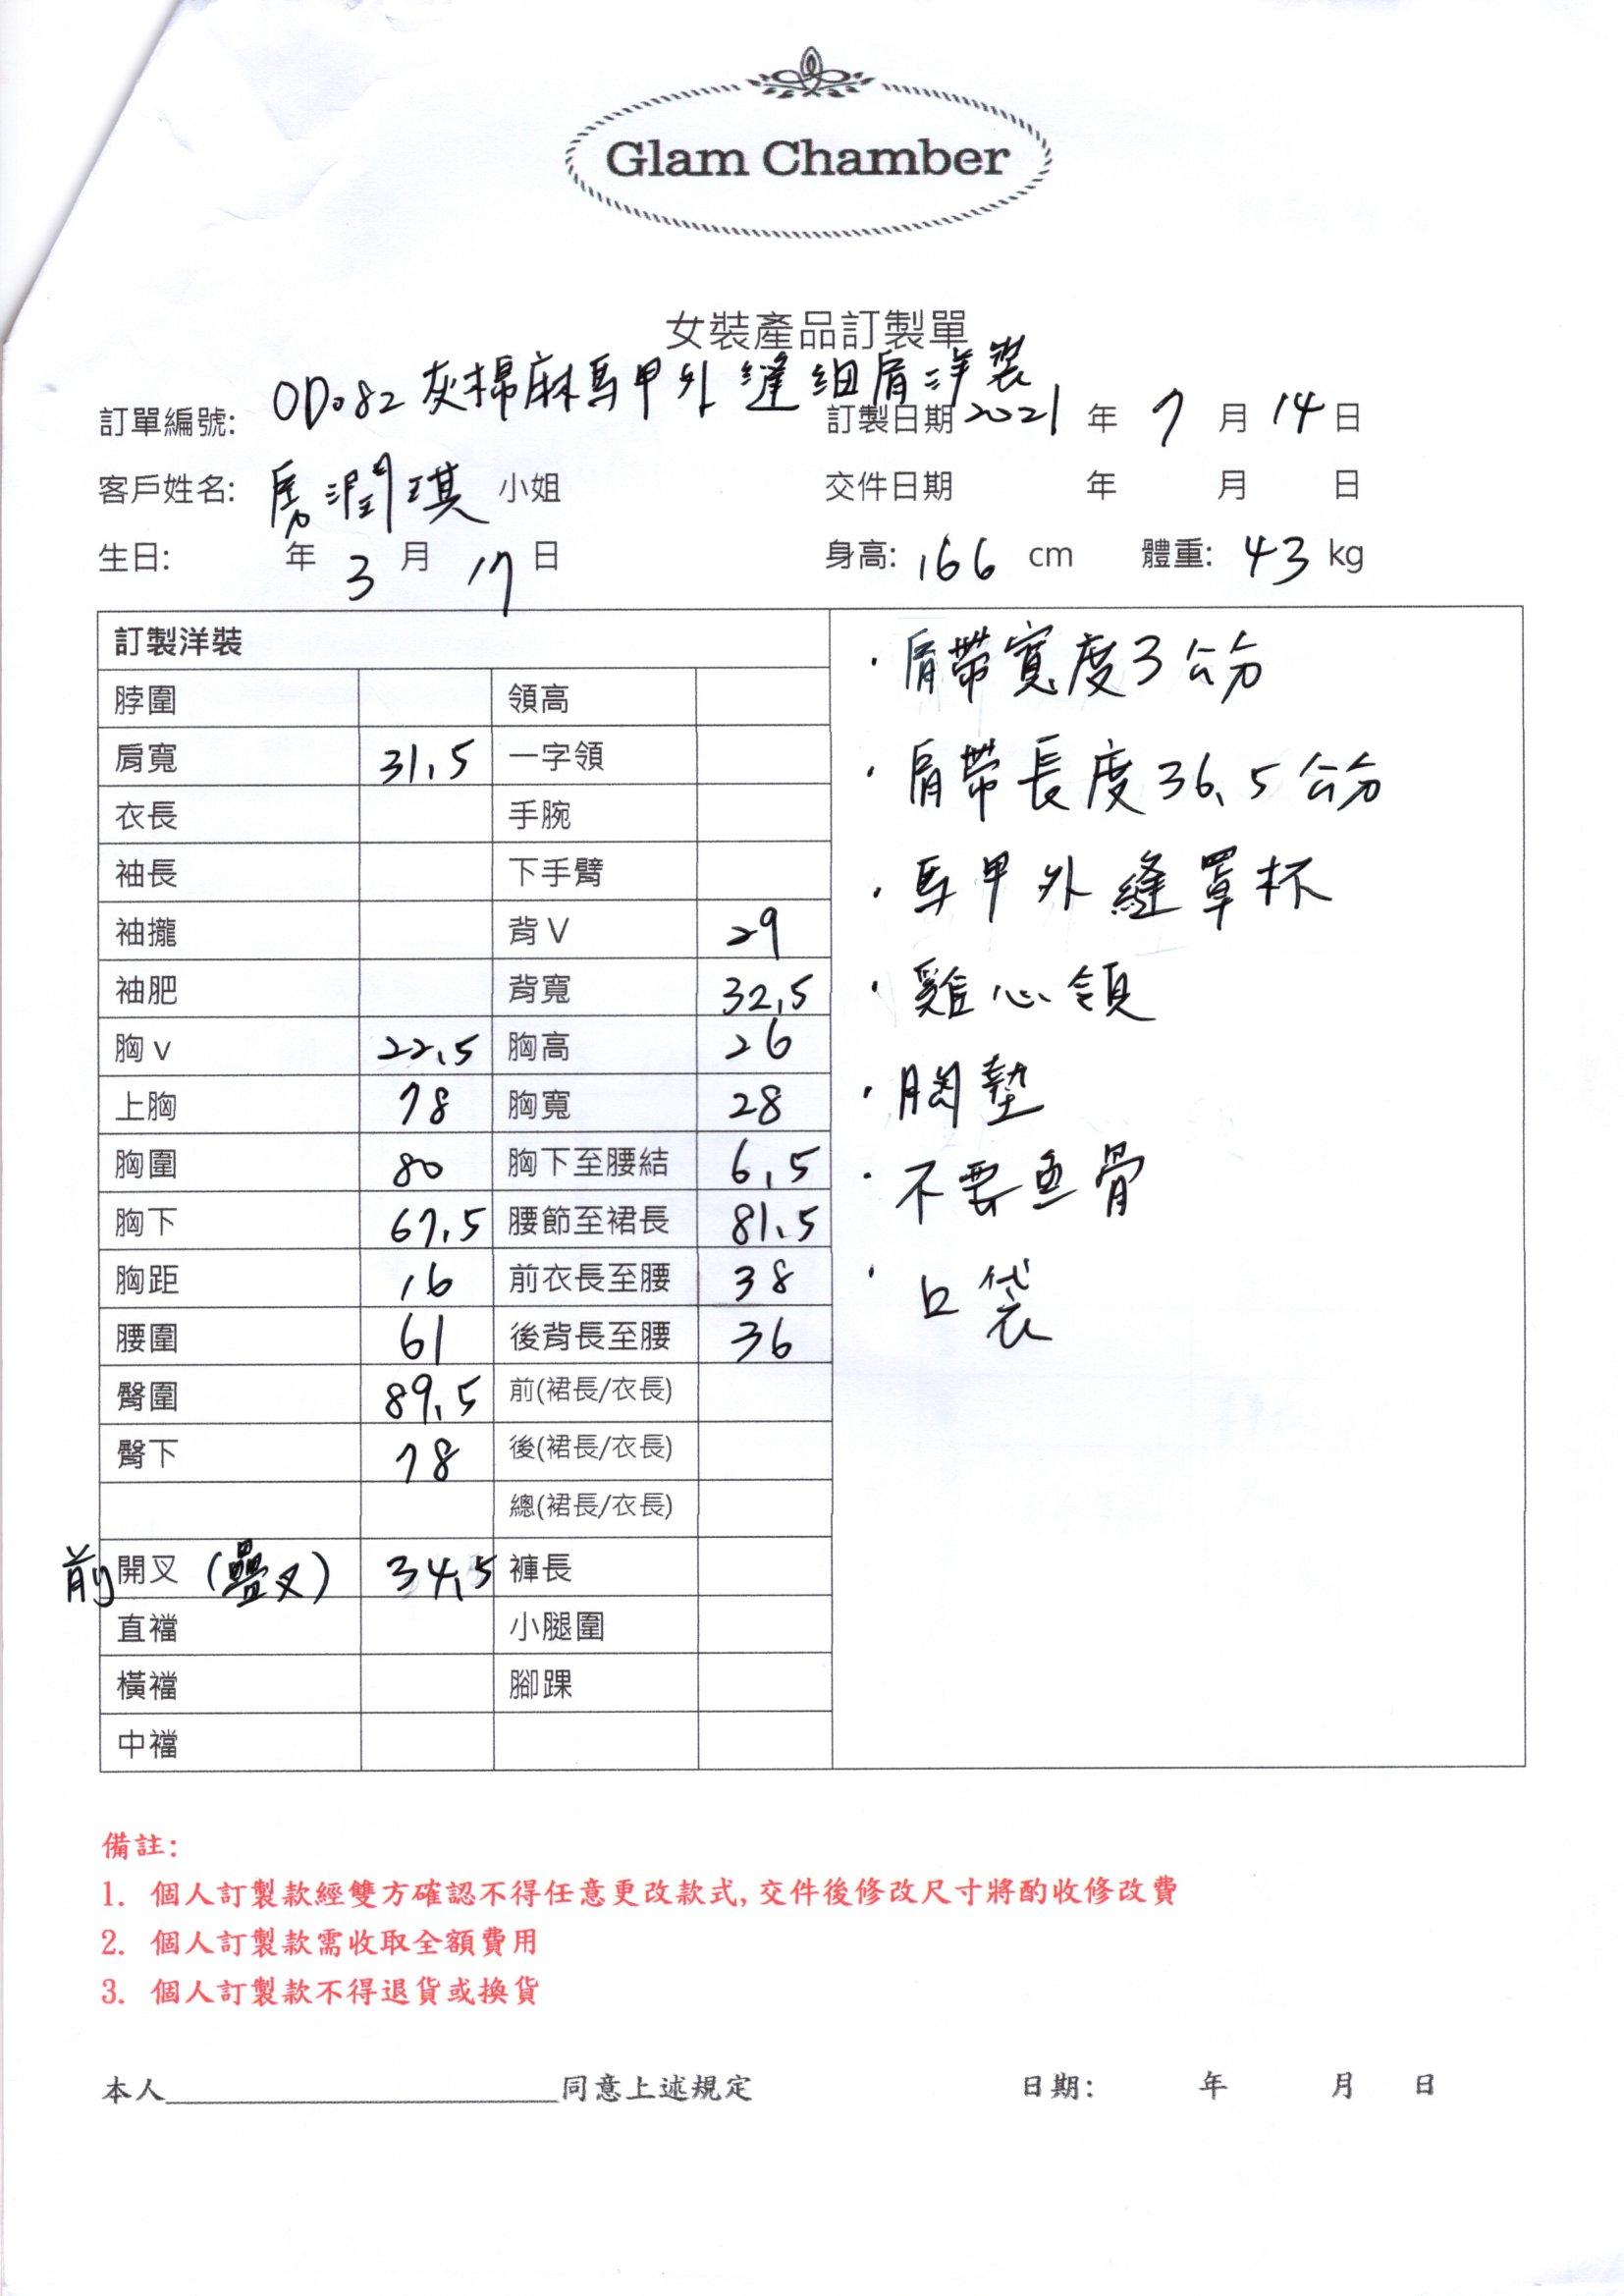 Glam Chamber
女裝產品訂製單
訂單編號: OD082灰棉麻馬甲外縫細肩洋裝
訂製日期 2021 年 7 月 14 日
客戶姓名: 房潤琪 小姐 交件日期 年 月 日
生日: 年 3 月 17 日 身高: 166 cm 體重: 43 kg
訂製洋裝
脖圍 領高
肩寬 31.5 一字領
衣長 手腕
袖長 下手臂
袖攏 背V 29
袖肥 背寬 32.5
胸v 22.5 胸高 26
上胸 78 胸寬 28
胸圍 80 胸下至腰結 6.5
胸下 67.5 腰節至裙長 81.5
胸距 16 前衣長至腰 38
腰圍 61 後背長至腰 36
臀圍 89.5 前(裙長/衣長)
臀下 78 後(裙長/衣長)
總(裙長/衣長)
前開叉(疊叉) 34.5 褲長
直襠 小腿圍
橫襠 腳踝
中襠
·肩帶寬度3公分
·肩帶長度36.5公分
·馬甲外縫罩杯
·雞心領
·胸墊
·不要魚骨
·口袋
備註:
1. 個人訂製款經雙方確認不得任意更改款式,交件後修改尺寸將酌收修改費
2. 個人訂製款需收取全額費用
3. 個人訂製款不得退貨或換貨
本人__________同意上述規定 日期: 年 月 日